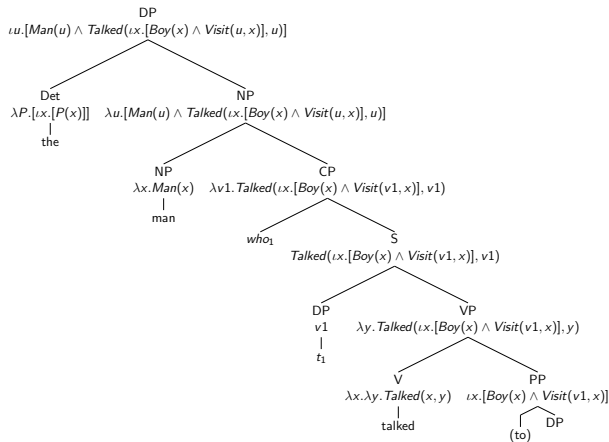 DP
ιu.[Man(u) ∧ Talked(ιx.[Boy(x) ∧ Visit(u, x)], u)]
Det NP
λP.[ιx.[P(x)]] λu.[Man(u) ∧ Talked(ιx.[Boy(x) ∧ Visit(u, x)], u)]
the
NP CP
λx.Man(x) λv1.Talked(ιx.[Boy(x) ∧ Visit(v1, x)], v1)
man
who₁ S
Talked(ιx.[Boy(x) ∧ Visit(v1, x)], v1)
DP VP
v1 λy.Talked(ιx.[Boy(x) ∧ Visit(v1, x)], y)
t₁
V PP
λx.λy.Talked(x, y) ιx.[Boy(x) ∧ Visit(v1, x)]
talked (to) DP